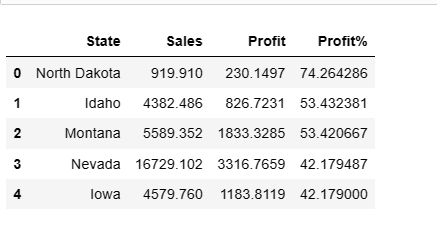 State Sales Profit Profit%
0 North Dakota 919.910 230.1497 74.264286
1 Idaho 4382.486 826.7231 53.432381
2 Montana 5589.352 1833.3285 53.420667
3 Nevada 16729.102 3316.7659 42.179487
4 Iowa 4579.760 1183.8119 42.179000